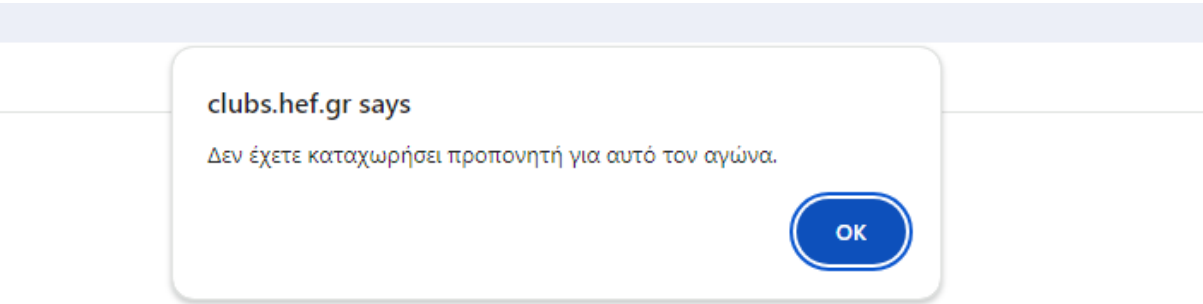 clubs.hef.gr says
Δεν έχετε καταχωρήσει προπονητή για αυτό τον αγώνα.
OK